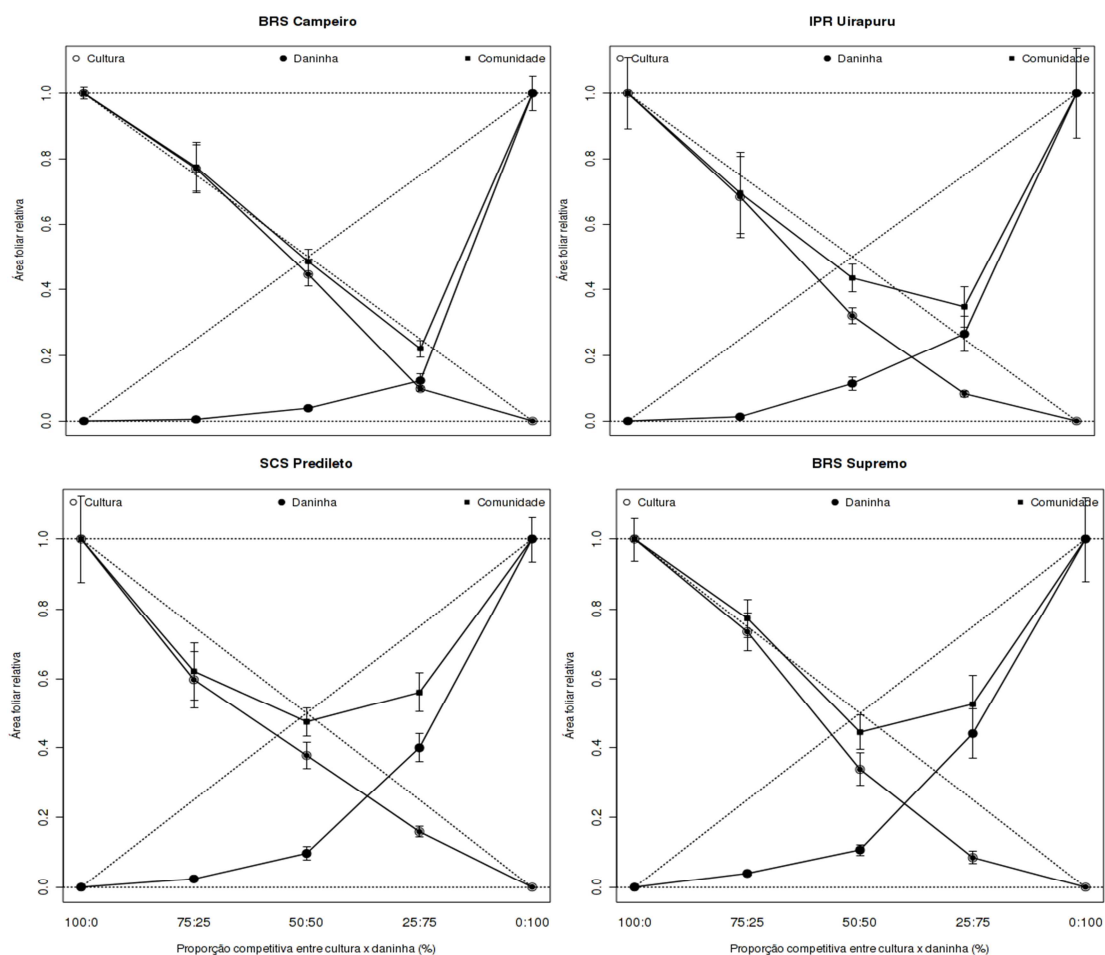 BRS Campeiro
IPR Uirapuru
Cultura
Daninha
Comunidade
Cultura
Daninha
Comunidade
Área foliar relativa
1.0
0.8
0.6
0.4
0.2
0.0
Área foliar relativa
1.0
0.8
0.6
0.4
0.2
0.0
SCS Predileto
BRS Supremo
Cultura
Daninha
Comunidade
Cultura
Daninha
Comunidade
Área foliar relativa
1.0
0.8
0.6
0.4
0.2
0.0
Área foliar relativa
1.0
0.8
0.6
0.4
0.2
0.0
100:0 75:25 50:50 25:75 0:100
100:0 75:25 50:50 25:75 0:100
Proporção competitiva entre cultura x daninha (%)
Proporção competitiva entre cultura x daninha (%)